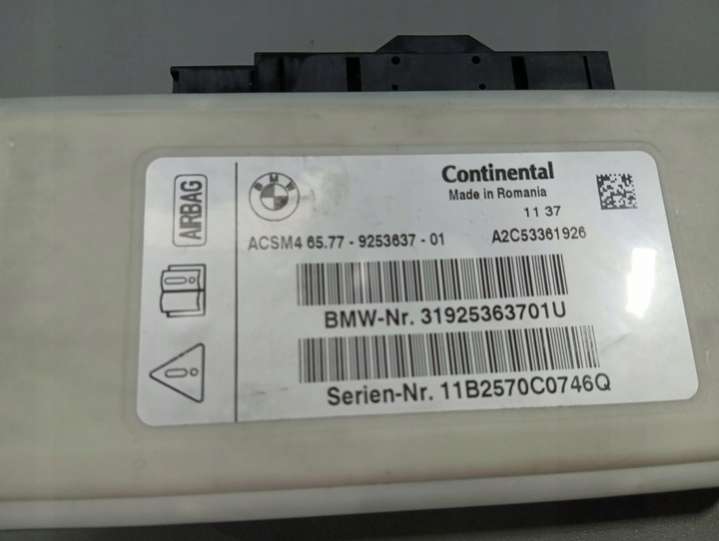 AIRBAG
BMW
Continental
Made in Romania
11 37
ACSM4 65.77 - 9253637 - 01 A2C53361926
BMW-Nr. 31925363701U
Serien-Nr. 11B2570C0746Q